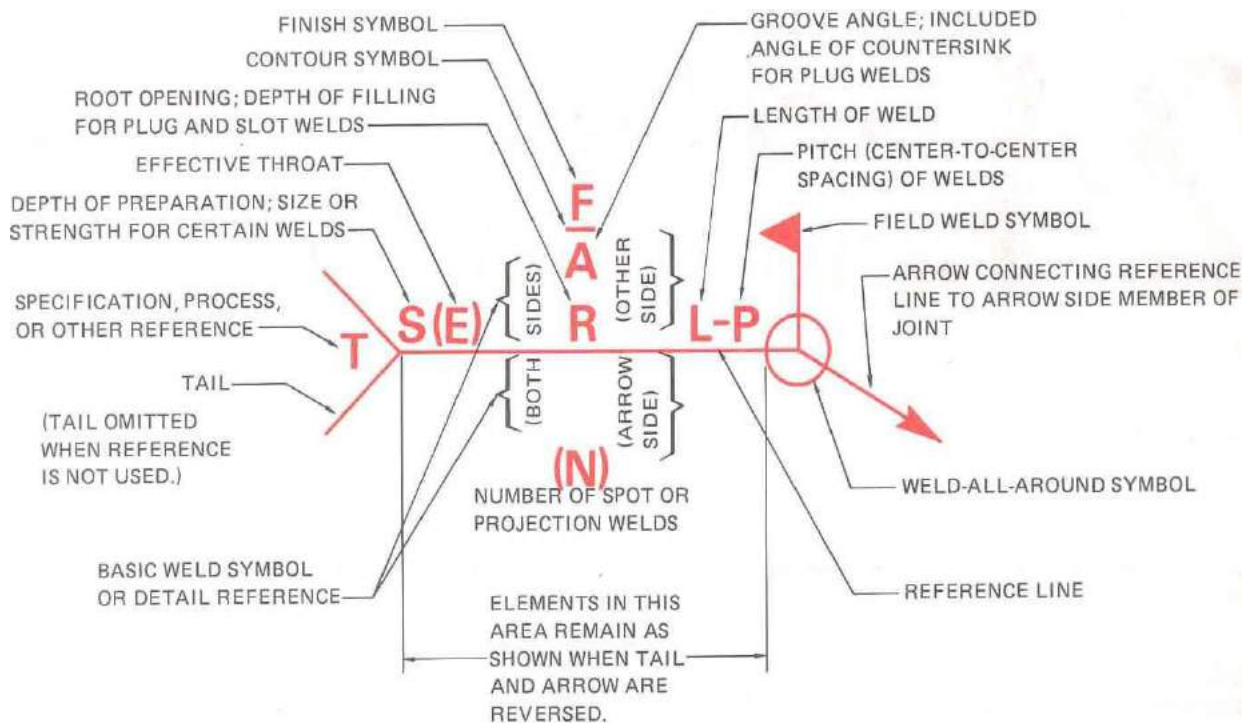 FINISH SYMBOL
CONTOUR SYMBOL
ROOT OPENING; DEPTH OF FILLING
FOR PLUG AND SLOT WELDS
EFFECTIVE THROAT
DEPTH OF PREPARATION; SIZE OR
STRENGTH FOR CERTAIN WELDS
SPECIFICATION, PROCESS,
OR OTHER REFERENCE
TAIL
(TAIL OMITTED
WHEN REFERENCE
IS NOT USED.)
BASIC WELD SYMBOL
OR DETAIL REFERENCE
T
S(E)
F
A
R
(BOTH SIDES)
(OTHER
SIDE)
(ARROW
SIDE)
L-P
(N)
NUMBER OF SPOT OR
PROJECTION WELDS
ELEMENTS IN THIS
AREA REMAIN AS
SHOWN WHEN TAIL
AND ARROW ARE
REVERSED.
GROOVE ANGLE; INCLUDED
ANGLE OF COUNTERSINK
FOR PLUG WELDS
LENGTH OF WELD
PITCH (CENTER-TO-CENTER
SPACING) OF WELDS
FIELD WELD SYMBOL
ARROW CONNECTING REFERENCE
LINE TO ARROW SIDE MEMBER OF
JOINT
WELD-ALL-AROUND SYMBOL
REFERENCE LINE